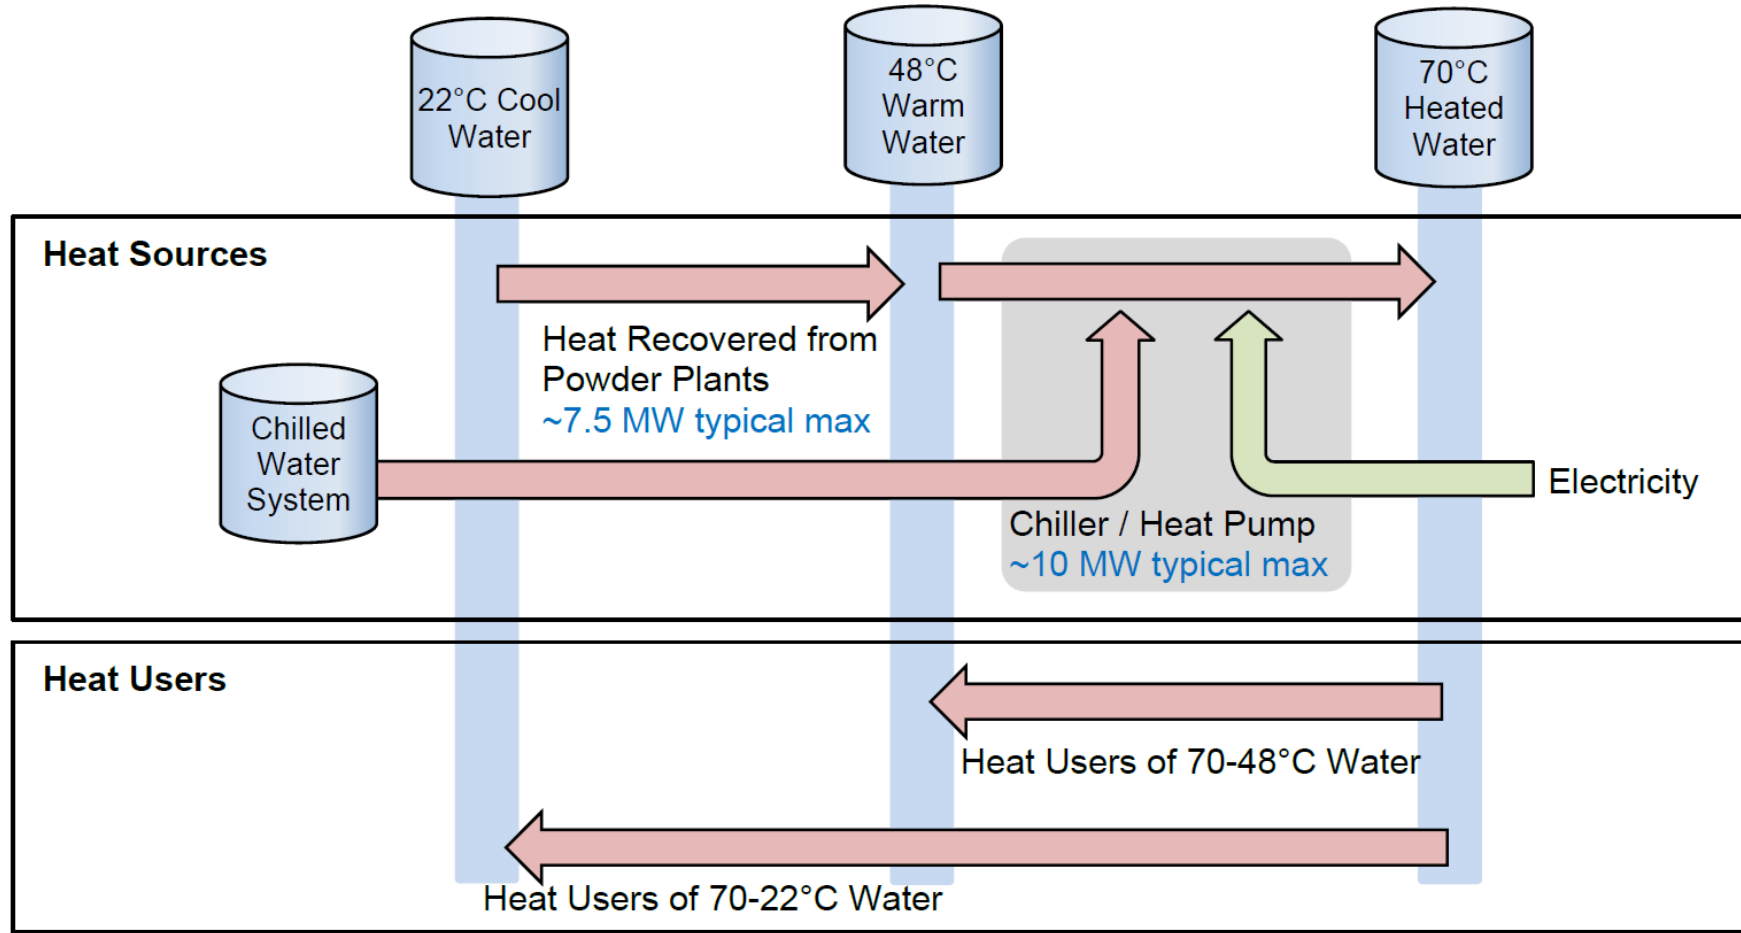 22°C Cool
Water
48°C
Warm
Water
70°C
Heated
Water
Heat Sources
Heat Recovered from
Powder Plants
~7.5 MW typical max
Chilled
Water
System
Electricity
Chiller / Heat Pump
~10 MW typical max
Heat Users
Heat Users of 70-48°C Water
Heat Users of 70-22°C Water